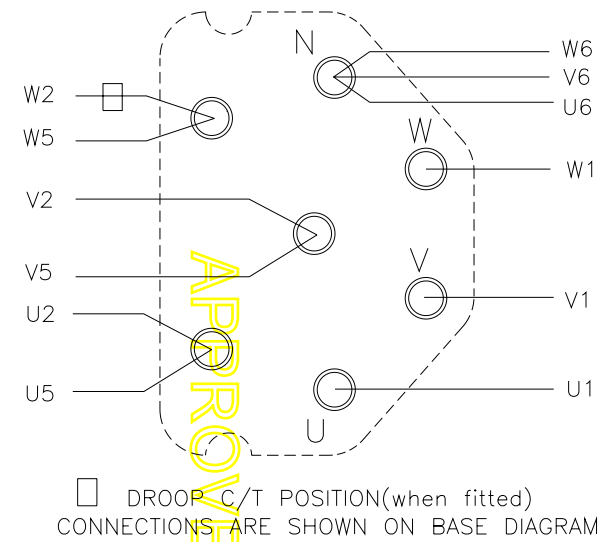 N
W6
V6
U6
W2
W5
W
W1
V2
V5
V
V1
U2
U5
U1
U
APPROVE
DROOP C/T POSITION(when fitted)
CONNECTIONS ARE SHOWN ON BASE DIAGRAM